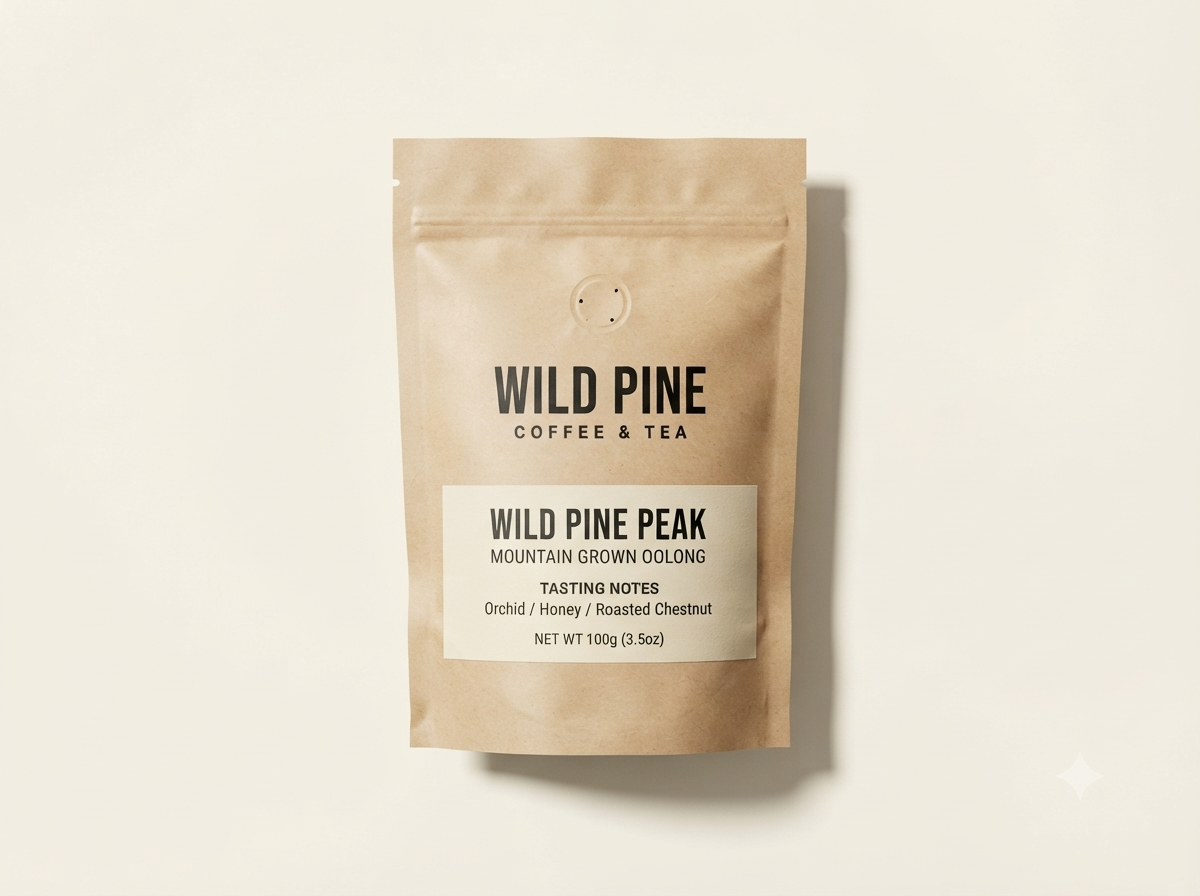 WILD PINE
COFFEE & TEA
WILD PINE PEAK
MOUNTAIN GROWN OOLONG
TASTING NOTES
Orchid / Honey / Roasted Chestnut
NET WT 100g (3.5oz)